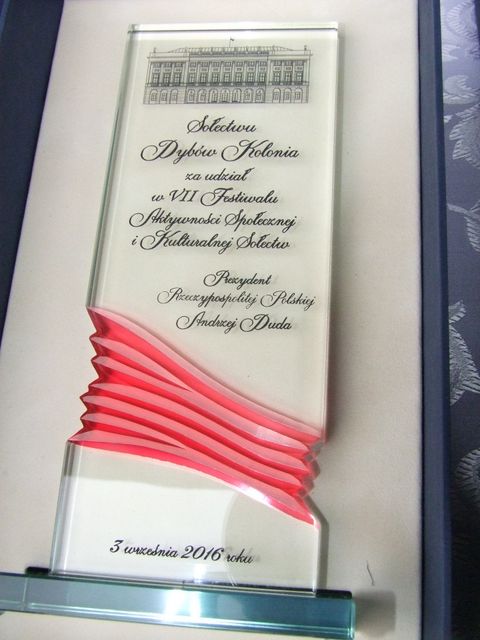 Sołectwu
Dybów Kolonia
za udział
w VII Festiwalu
Aktywności Społecznej
i Kulturalnej Sołectw
Prezydent
Rzeczypospolitej Polskiej
Andrzej Duda
3 września 2016 roku